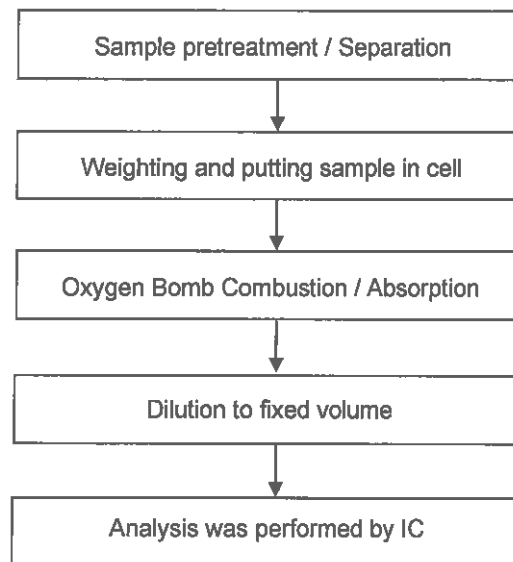 Sample pretreatment / Separation
Weighting and putting sample in cell
Oxygen Bomb Combustion / Absorption
Dilution to fixed volume
Analysis was performed by IC